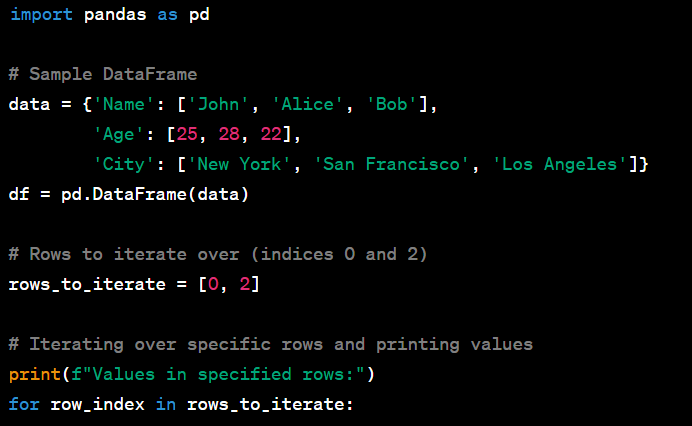 import pandas as pd
# Sample DataFrame
data = {'Name': ['John', 'Alice', 'Bob'],
        'Age': [25, 28, 22],
        'City': ['New York', 'San Francisco', 'Los Angeles']}
df = pd.DataFrame(data)
# Rows to iterate over (indices 0 and 2)
rows_to_iterate = [0, 2]
# Iterating over specific rows and printing values
print(f"Values in specified rows:")
for row_index in rows_to_iterate: